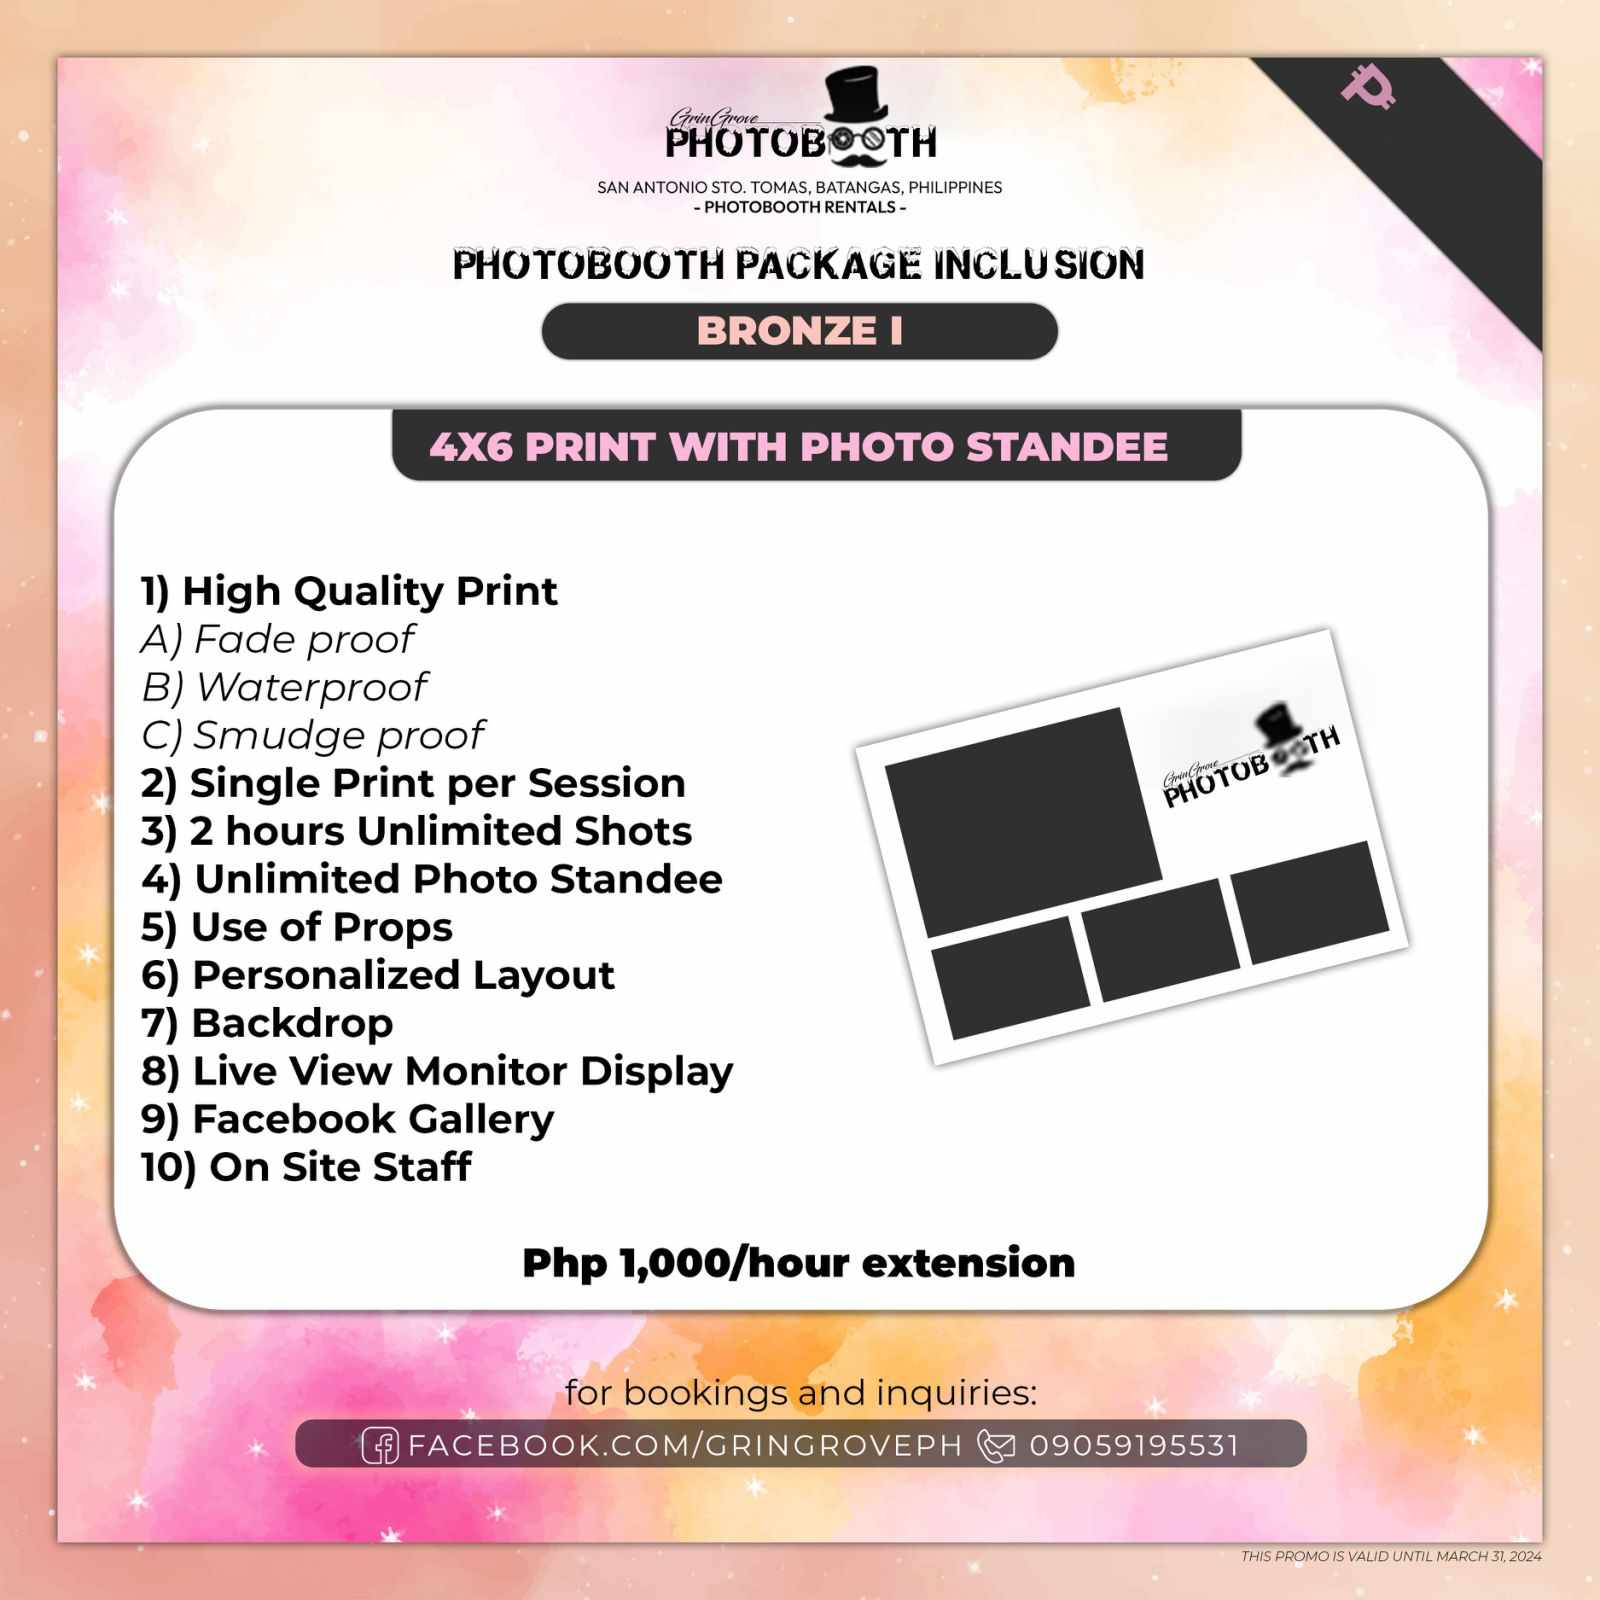 GrinGrove
PHOTOBOOTH
SAN ANTONIO STO. TOMAS, BATANGAS, PHILIPPINES
- PHOTOBOOTH RENTALS -
₱
PHOTOBOOTH PACKAGE INCLUSION
BRONZE I
4X6 PRINT WITH PHOTO STANDEE
1) High Quality Print
A) Fade proof
B) Waterproof
C) Smudge proof
2) Single Print per Session
3) 2 hours Unlimited Shots
4) Unlimited Photo Standee
5) Use of Props
6) Personalized Layout
7) Backdrop
8) Live View Monitor Display
9) Facebook Gallery
10) On Site Staff
GrinGrove
PHOTOBOOTH
Php 1,000/hour extension
for bookings and inquiries:
FACEBOOK.COM/GRINGROVEPH 09059195531
THIS PROMO IS VALID UNTIL MARCH 31, 2024